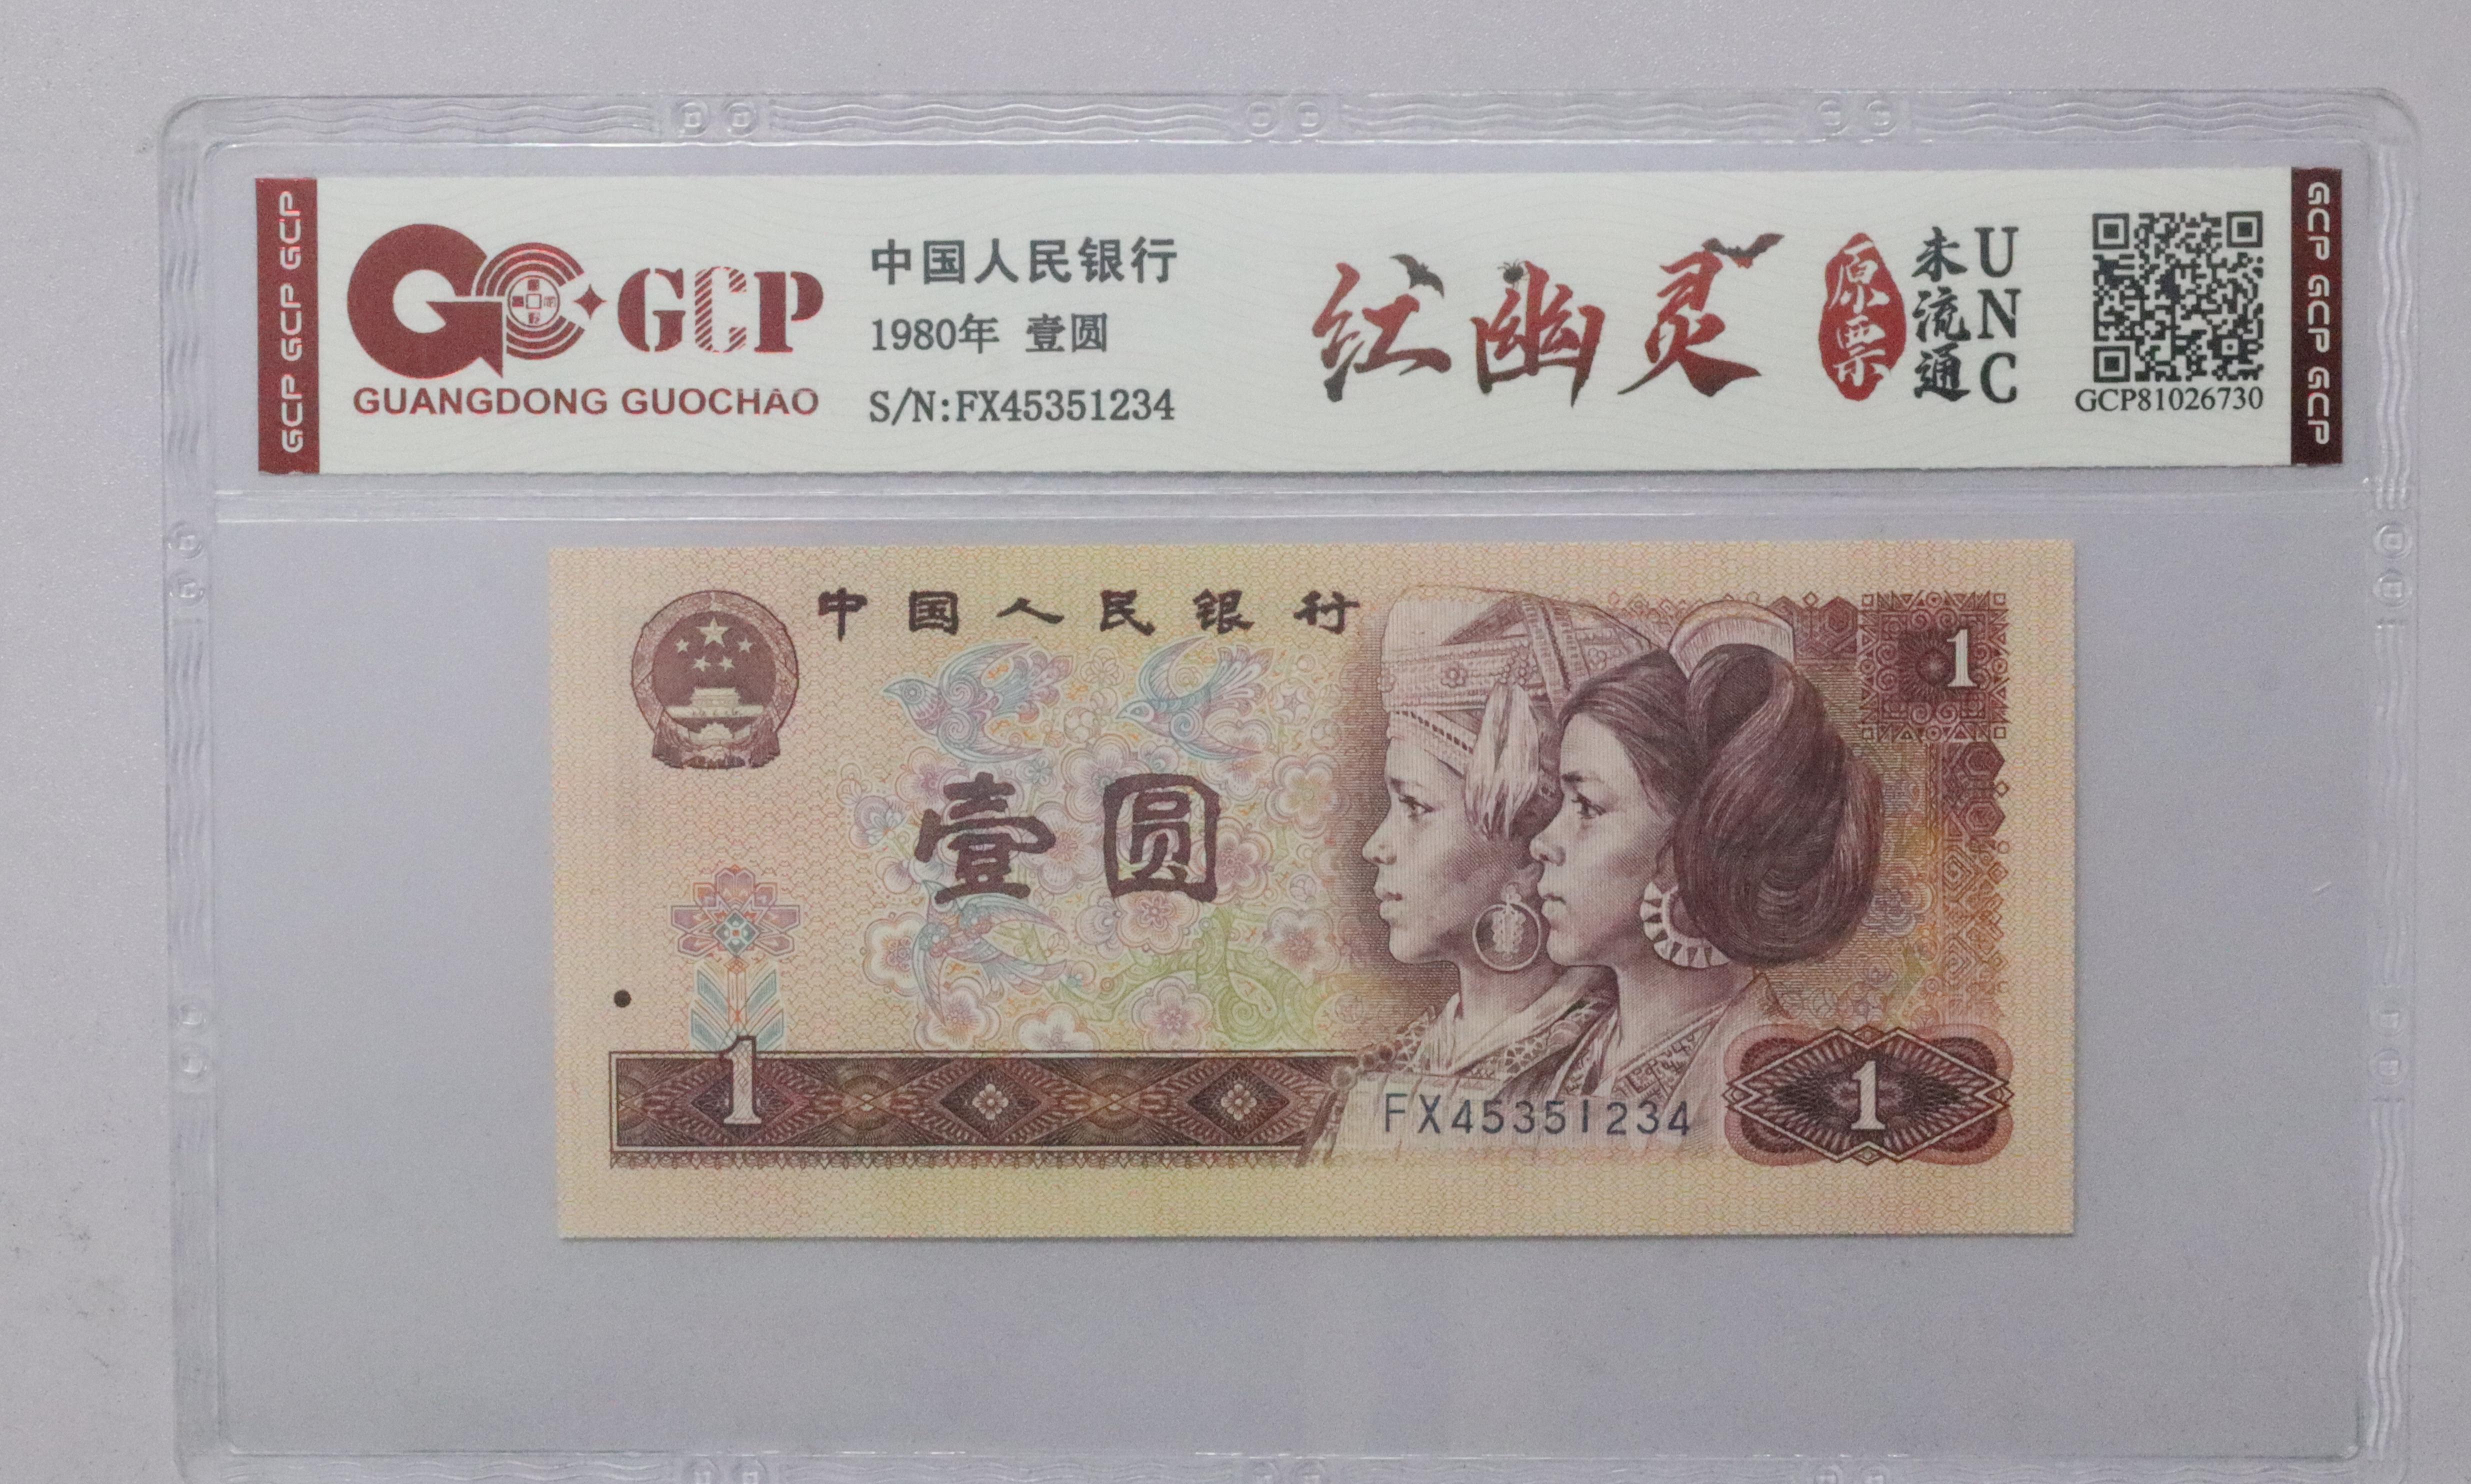 GCP GCP GCP
GCP
GUANGDONG GUOCHAO
中国人民银行
1980年 壹圆
S/N:FX45351234
红幽灵
原票
未流通
UNC
GCP81026730
GCP GCP GCP
中国人民银行
1
壹圆
1
FX45351234
1